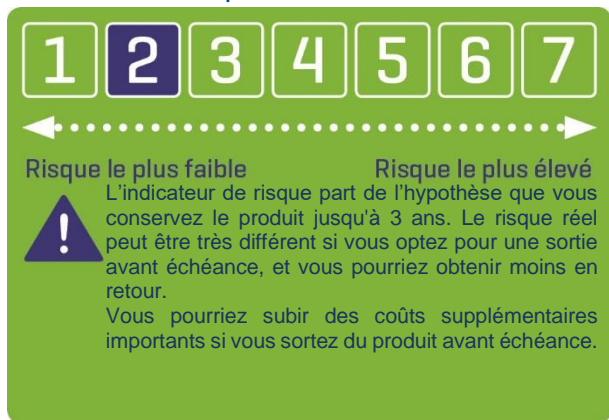 1 2 3 4 5 6 7
Risque le plus faible Risque le plus élevé
L'indicateur de risque part de l'hypothèse que vous
conservez le produit jusqu'à 3 ans. Le risque réel
peut être très différent si vous optez pour une sortie
avant échéance, et vous pourriez obtenir moins en
retour.
Vous pourriez subir des coûts supplémentaires
importants si vous sortez du produit avant échéance.